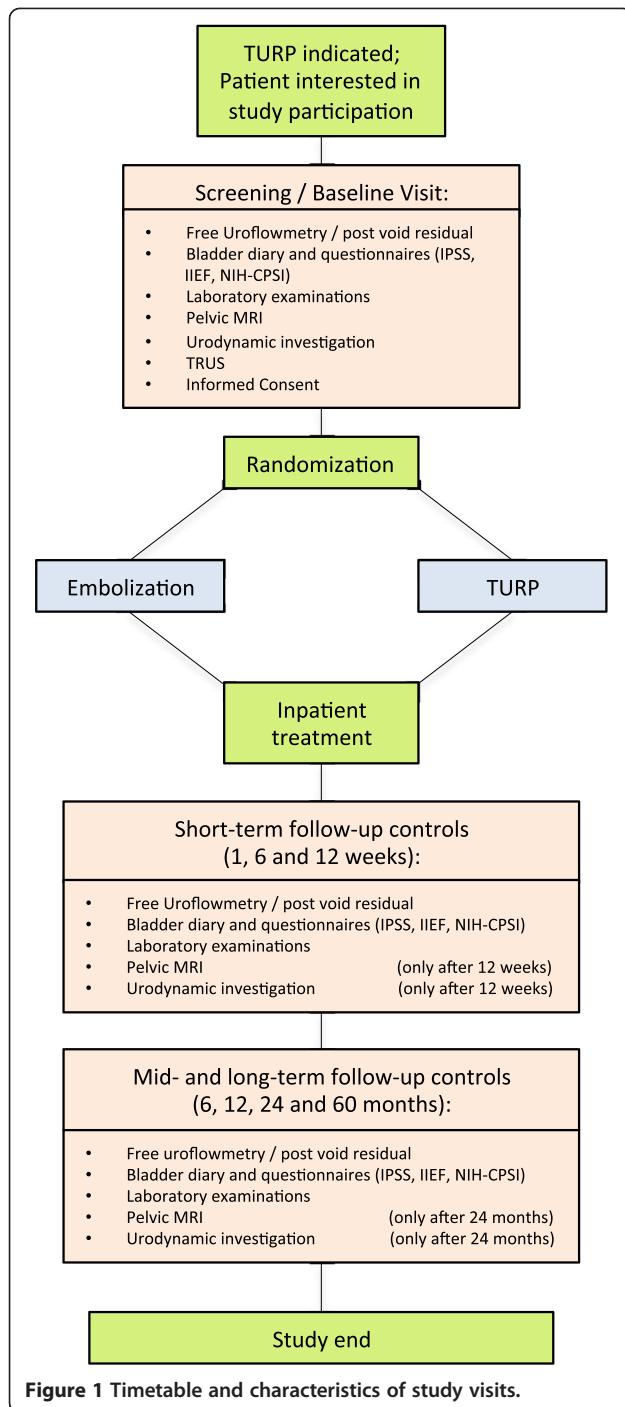 TURP indicated;
Patient interested in
study participation
Screening / Baseline Visit:
• Free Uroflowmetry / post void residual
• Bladder diary and questionnaires (IPSS,
IIEF, NIH-CPSI)
• Laboratory examinations
• Pelvic MRI
• Urodynamic investigation
• TRUS
• Informed Consent
Randomization
Embolization
TURP
Inpatient
treatment
Short-term follow-up controls
(1, 6 and 12 weeks):
• Free Uroflowmetry / post void residual
• Bladder diary and questionnaires (IPSS, IIEF, NIH-CPSI)
• Laboratory examinations
• Pelvic MRI (only after 12 weeks)
• Urodynamic investigation (only after 12 weeks)
Mid- and long-term follow-up controls
(6, 12, 24 and 60 months):
• Free uroflowmetry / post void residual
• Bladder diary and questionnaires (IPSS, IIEF, NIH-CPSI)
• Laboratory examinations
• Pelvic MRI (only after 24 months)
• Urodynamic investigation (only after 24 months)
Study end
Figure 1 Timetable and characteristics of study visits.